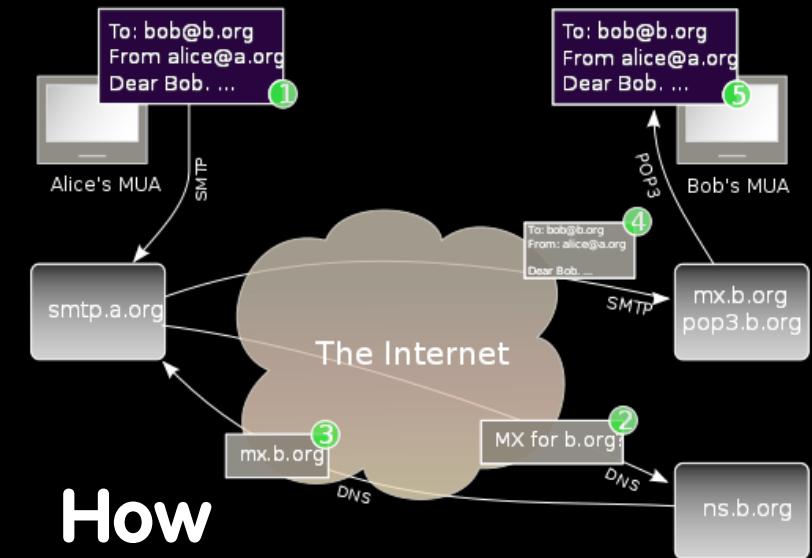 To: bob@b.org
From alice@a.org
Dear Bob. ...
1
Alice's MUA
SMTP
To: bob@b.org
From alice@a.org
Dear Bob. ...
5
POP3
Bob's MUA
To: bob@b.org
From: alice@a.org
Dear Bob. ...
4
smtp.a.org
SMTP
mx.b.org
pop3.b.org
The Internet
MX for b.org?
2
mx.b.org
3
DNS
DNS
ns.b.org
How